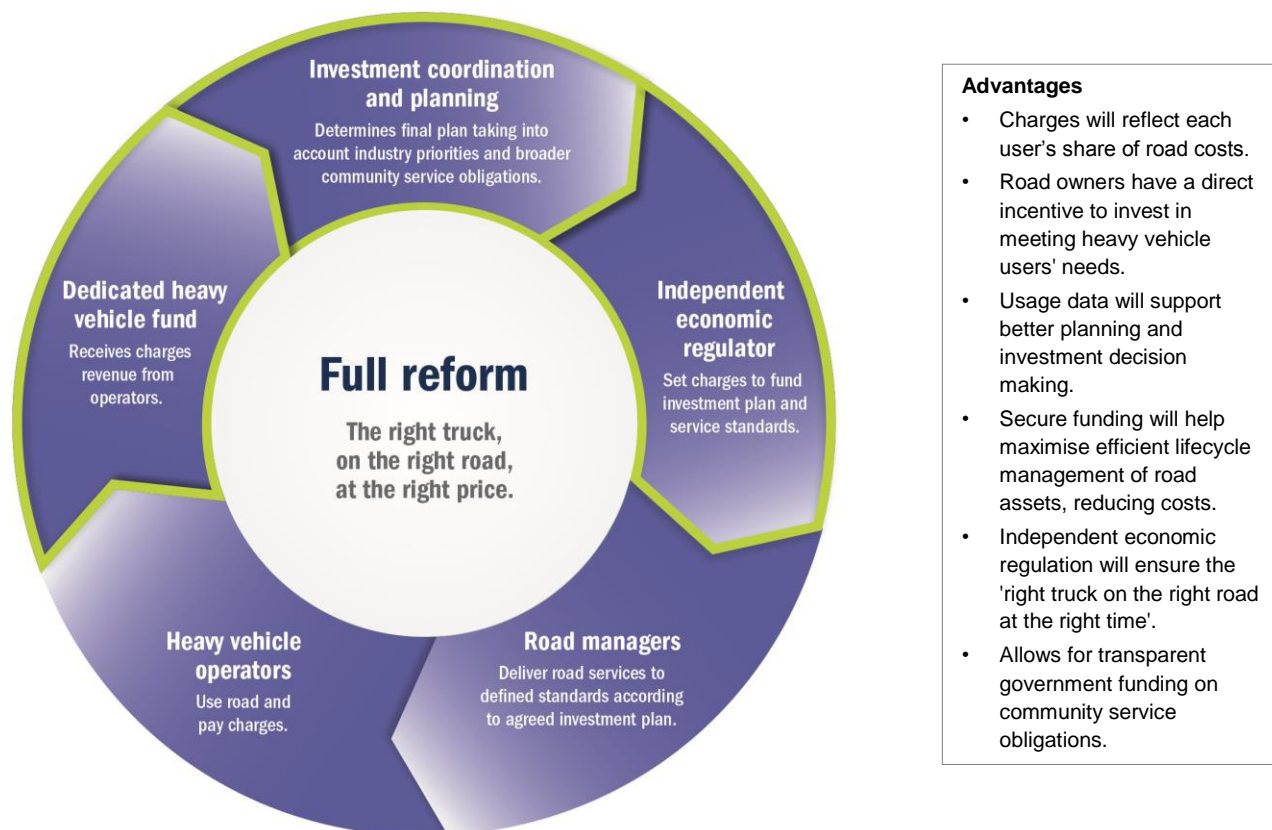 Investment coordination
and planning
Determines final plan taking into
account industry priorities and broader
community service obligations.
Independent
economic
regulator
Set charges to fund
investment plan and
service standards.
Road managers
Deliver road services to
defined standards according
to agreed investment plan.
Heavy vehicle
operators
Use road and
pay charges.
Dedicated heavy
vehicle fund
Receives charges
revenue from
operators.
Full reform
The right truck,
on the right road,
at the right price.
Advantages
• Charges will reflect each
user's share of road costs.
• Road owners have a direct
incentive to invest in
meeting heavy vehicle
users' needs.
• Usage data will support
better planning and
investment decision
making.
• Secure funding will help
maximise efficient lifecycle
management of road
assets, reducing costs.
• Independent economic
regulation will ensure the
'right truck on the right road
at the right time'.
• Allows for transparent
government funding on
community service
obligations.